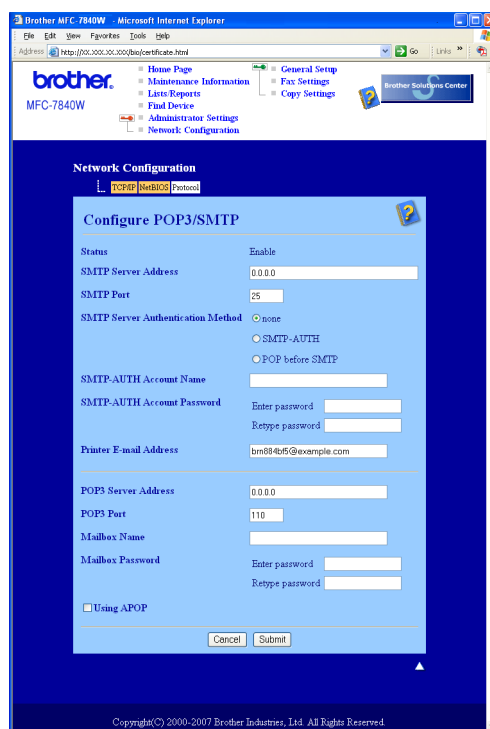 Brother MFC-7840W - Microsoft Internet Explorer
File Edit View Favorites Tools Help
Address http://XX.XXX.XX.XXX/bio/certificate.html Go Links »
brother.
MFC-7840W
Home Page
Maintenance Information
Lists/Reports
Find Device
Administrator Settings
Network Configuration
General Setup
Fax Settings
Copy Settings
Brother Solutions Center
Network Configuration
TCP/IP NetBIOS Protocol
Configure POP3/SMTP
Status Enable
SMTP Server Address 0.0.0.0
SMTP Port 25
SMTP Server Authentication Method none
SMTP-AUTH
POP before SMTP
SMTP-AUTH Account Name
SMTP-AUTH Account Password Enter password
Retype password
Printer E-mail Address brn884bf5@example.com
POP3 Server Address 0.0.0.0
POP3 Port 110
Mailbox Name
Mailbox Password Enter password
Retype password
Using APOP
Cancel Submit
Copyright(C) 2000-2007 Brother Industries, Ltd. All Rights Reserved.